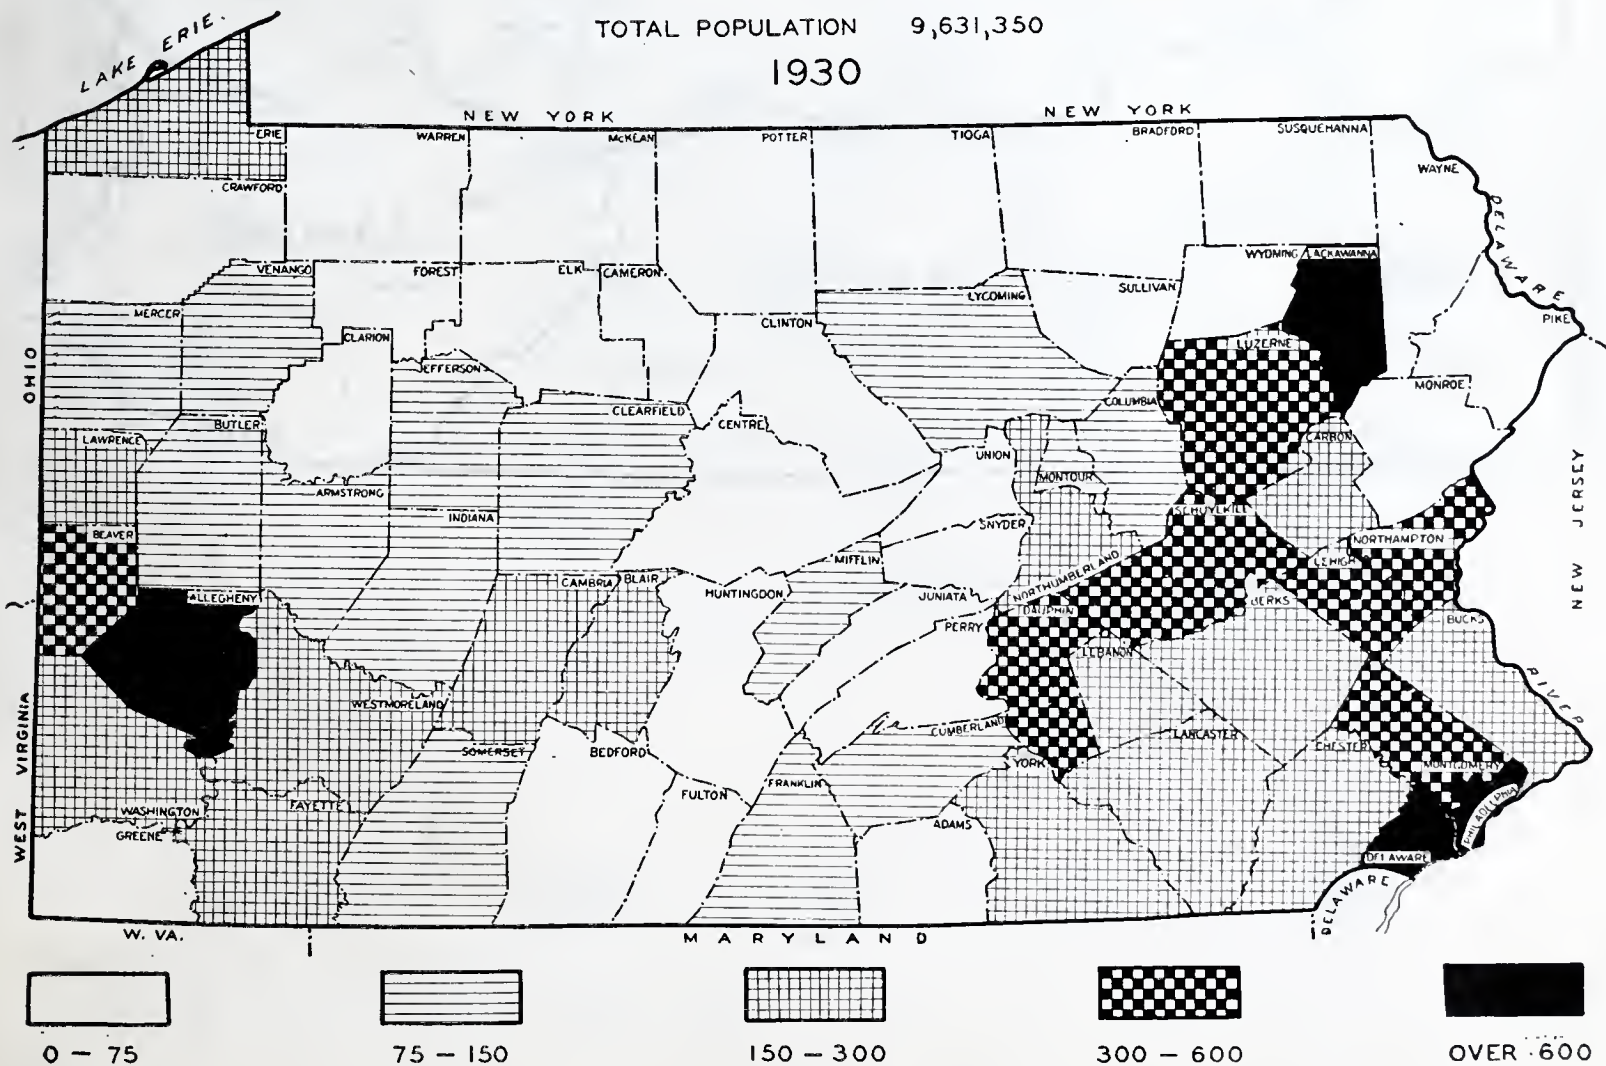 TOTAL POPULATION 9,631,350
1930
LAKE ERIE.
NEW YORK
NEW YORK
ERIE
WARREN
McKEAN
POTTER
TIOGA
BRADFORD
SUSQUEHANNA
WAYNE
CRAWFORD
DELAWARE
VENANGO
FOREST
ELK
CAMERON
WYOMING
LACKAWANNA
SULLIVAN
LYCOMING
MERCER
CLINTON
PIKE
CLARION
LUZERNE
OHIO
JEFFERSON
MONROE
COLUMBIA
CLEARFIELD
CENTRE
BUTLER
LAWRENCE
CARBON
UNION
MONTOUR
ARMSTRONG
INDIANA
SCHUYLKILL
SNYDER
BEAVER
NORTHAMPTON
NEW JERSEY
MIFFLIN
LEHIGH
CAMBRIA
BLAIR
HUNTINGDON
JUNIATA
NORTHUMBERLAND
ALLEGHENY
DAUPHIN
BERKS
PERRY
BUCKS
LEBANON
RIVER
WESTMORELAND
CUMBERLAND
LANCASTER
SOMERSET
BEDFORD
CHESTER
YORK
MONTGOMERY
WEST VIRGINIA
FRANKLIN
FULTON
PHILADELPHIA
WASHINGTON
FAYETTE
ADAMS
GREENE
DELAWARE
DELAWARE
W. VA.
MARYLAND
0 – 75
75 – 150
150 – 300
300 – 600
OVER 600